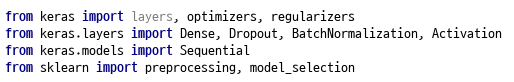 from keras import layers, optimizers, regularizers
from keras.layers import Dense, Dropout, BatchNormalization, Activation
from keras.models import Sequential
from sklearn import preprocessing, model_selection